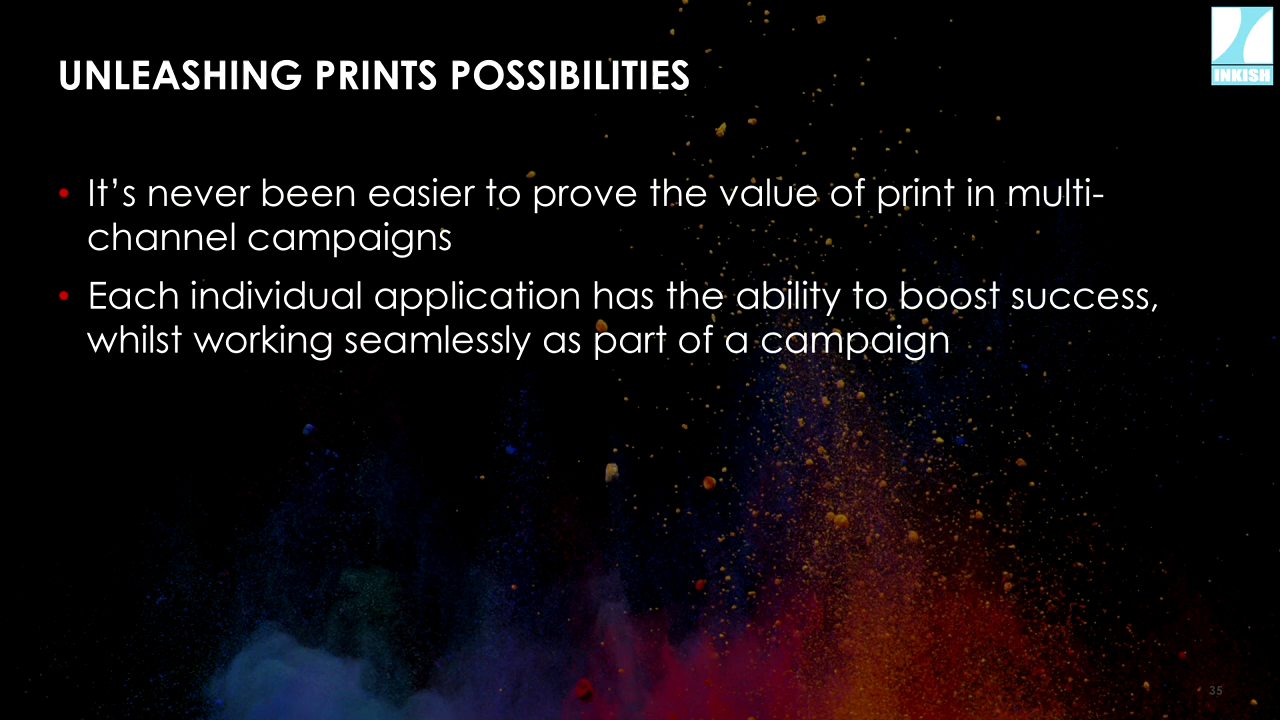 INKISH
UNLEASHING PRINTS POSSIBILITIES
• It’s never been easier to prove the value of print in multi-
channel campaigns
• Each individual application has the ability to boost success,
whilst working seamlessly as part of a campaign
35